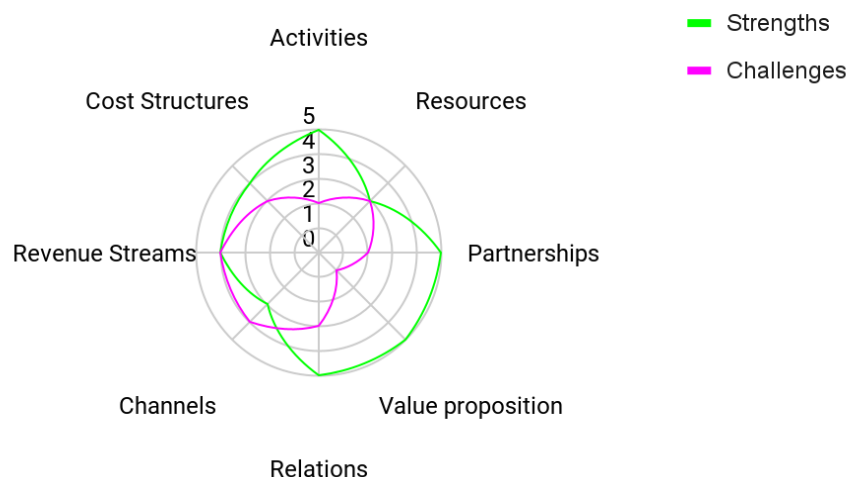 Strengths
Activities
Challenges
Cost Structures
Resources
5
4
3
2
1
0
Revenue Streams
Partnerships
Channels
Value proposition
Relations